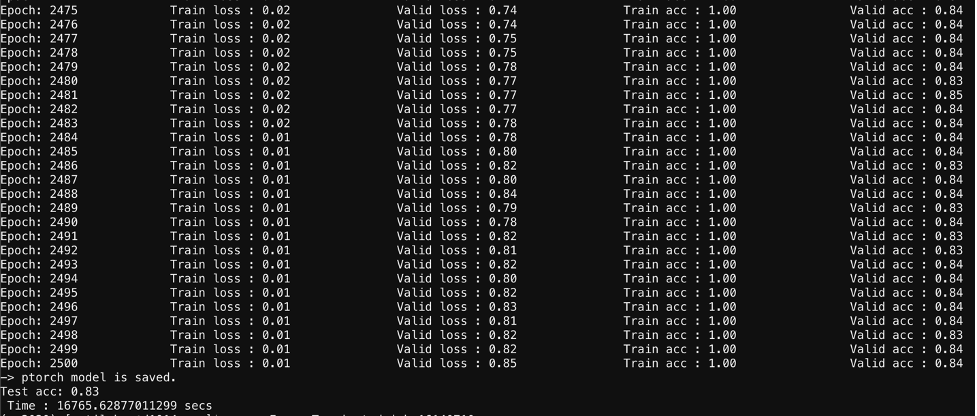 Epoch: 2475 Train loss : 0.02 Valid loss : 0.74 Train acc : 1.00 Valid acc : 0.84
Epoch: 2476 Train loss : 0.02 Valid loss : 0.74 Train acc : 1.00 Valid acc : 0.84
Epoch: 2477 Train loss : 0.02 Valid loss : 0.75 Train acc : 1.00 Valid acc : 0.84
Epoch: 2478 Train loss : 0.02 Valid loss : 0.75 Train acc : 1.00 Valid acc : 0.84
Epoch: 2479 Train loss : 0.02 Valid loss : 0.78 Train acc : 1.00 Valid acc : 0.84
Epoch: 2480 Train loss : 0.02 Valid loss : 0.77 Train acc : 1.00 Valid acc : 0.83
Epoch: 2481 Train loss : 0.02 Valid loss : 0.77 Train acc : 1.00 Valid acc : 0.85
Epoch: 2482 Train loss : 0.02 Valid loss : 0.77 Train acc : 1.00 Valid acc : 0.84
Epoch: 2483 Train loss : 0.02 Valid loss : 0.78 Train acc : 1.00 Valid acc : 0.84
Epoch: 2484 Train loss : 0.01 Valid loss : 0.78 Train acc : 1.00 Valid acc : 0.84
Epoch: 2485 Train loss : 0.01 Valid loss : 0.80 Train acc : 1.00 Valid acc : 0.84
Epoch: 2486 Train loss : 0.01 Valid loss : 0.82 Train acc : 1.00 Valid acc : 0.83
Epoch: 2487 Train loss : 0.01 Valid loss : 0.80 Train acc : 1.00 Valid acc : 0.84
Epoch: 2488 Train loss : 0.01 Valid loss : 0.84 Train acc : 1.00 Valid acc : 0.84
Epoch: 2489 Train loss : 0.01 Valid loss : 0.79 Train acc : 1.00 Valid acc : 0.83
Epoch: 2490 Train loss : 0.01 Valid loss : 0.78 Train acc : 1.00 Valid acc : 0.84
Epoch: 2491 Train loss : 0.01 Valid loss : 0.82 Train acc : 1.00 Valid acc : 0.83
Epoch: 2492 Train loss : 0.01 Valid loss : 0.81 Train acc : 1.00 Valid acc : 0.83
Epoch: 2493 Train loss : 0.01 Valid loss : 0.82 Train acc : 1.00 Valid acc : 0.84
Epoch: 2494 Train loss : 0.01 Valid loss : 0.80 Train acc : 1.00 Valid acc : 0.84
Epoch: 2495 Train loss : 0.01 Valid loss : 0.82 Train acc : 1.00 Valid acc : 0.84
Epoch: 2496 Train loss : 0.01 Valid loss : 0.83 Train acc : 1.00 Valid acc : 0.84
Epoch: 2497 Train loss : 0.01 Valid loss : 0.81 Train acc : 1.00 Valid acc : 0.84
Epoch: 2498 Train loss : 0.01 Valid loss : 0.82 Train acc : 1.00 Valid acc : 0.83
Epoch: 2499 Train loss : 0.01 Valid loss : 0.82 Train acc : 1.00 Valid acc : 0.84
Epoch: 2500 Train loss : 0.01 Valid loss : 0.85 Train acc : 1.00 Valid acc : 0.84
—> ptorch model is saved.
Test acc: 0.83
Time : 16765.62877011299 secs